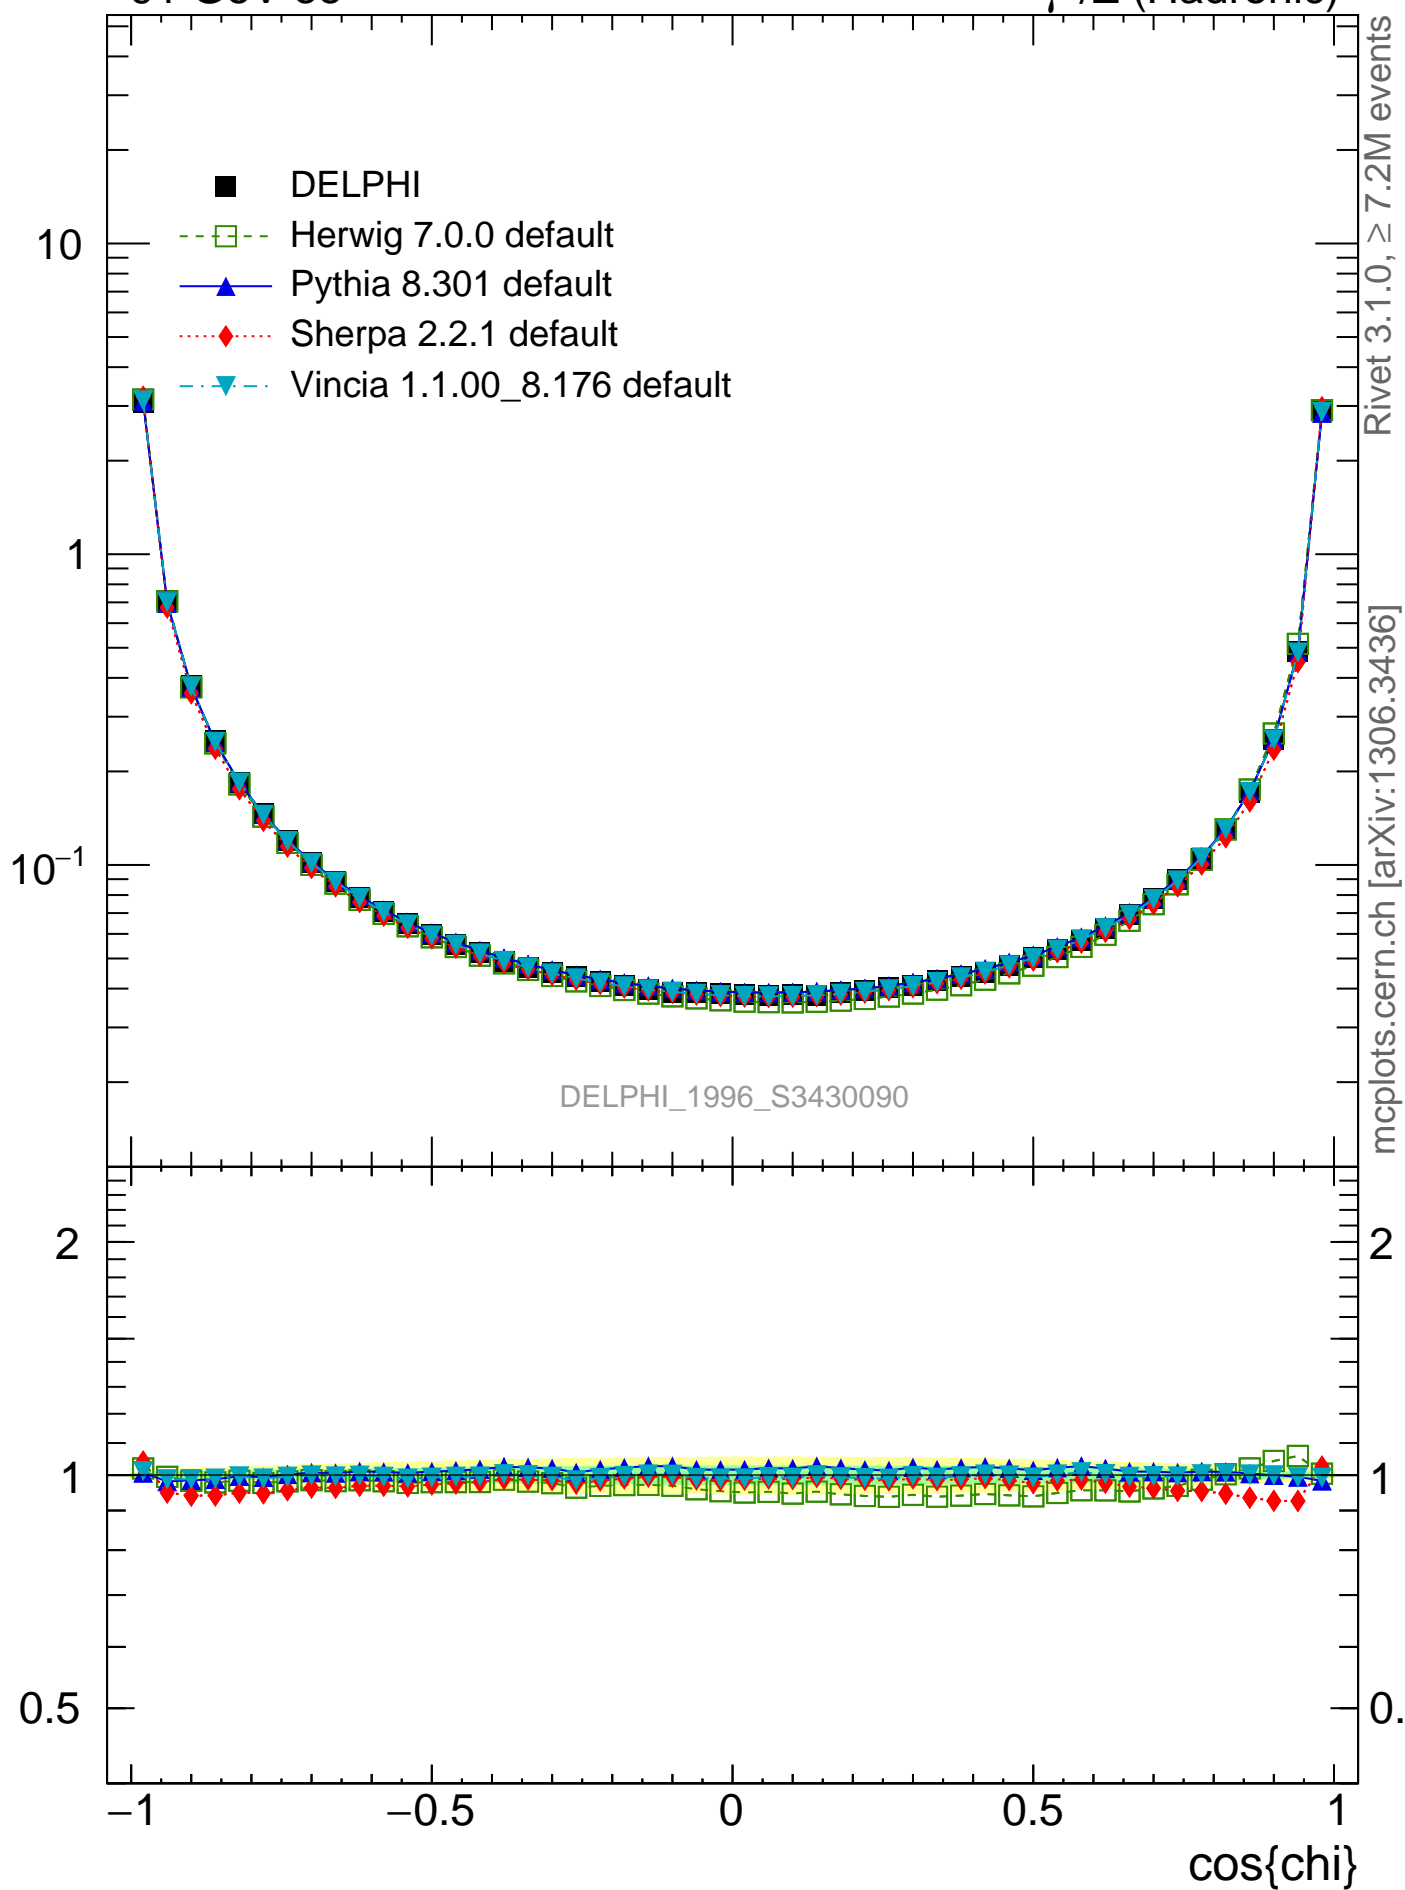 10
1
10⁻¹
DELPHI
Herwig 7.0.0 default
Pythia 8.301 default
Sherpa 2.2.1 default
Vincia 1.1.00_8.176 default
DELPHI_1996_S3430090
Rivet 3.1.0, ≥ 7.2M events
mcplots.cern.ch [arXiv:1306.3436]
2
1
0.5
2
1
0.
−1
−0.5
0
0.5
1
cos{chi}